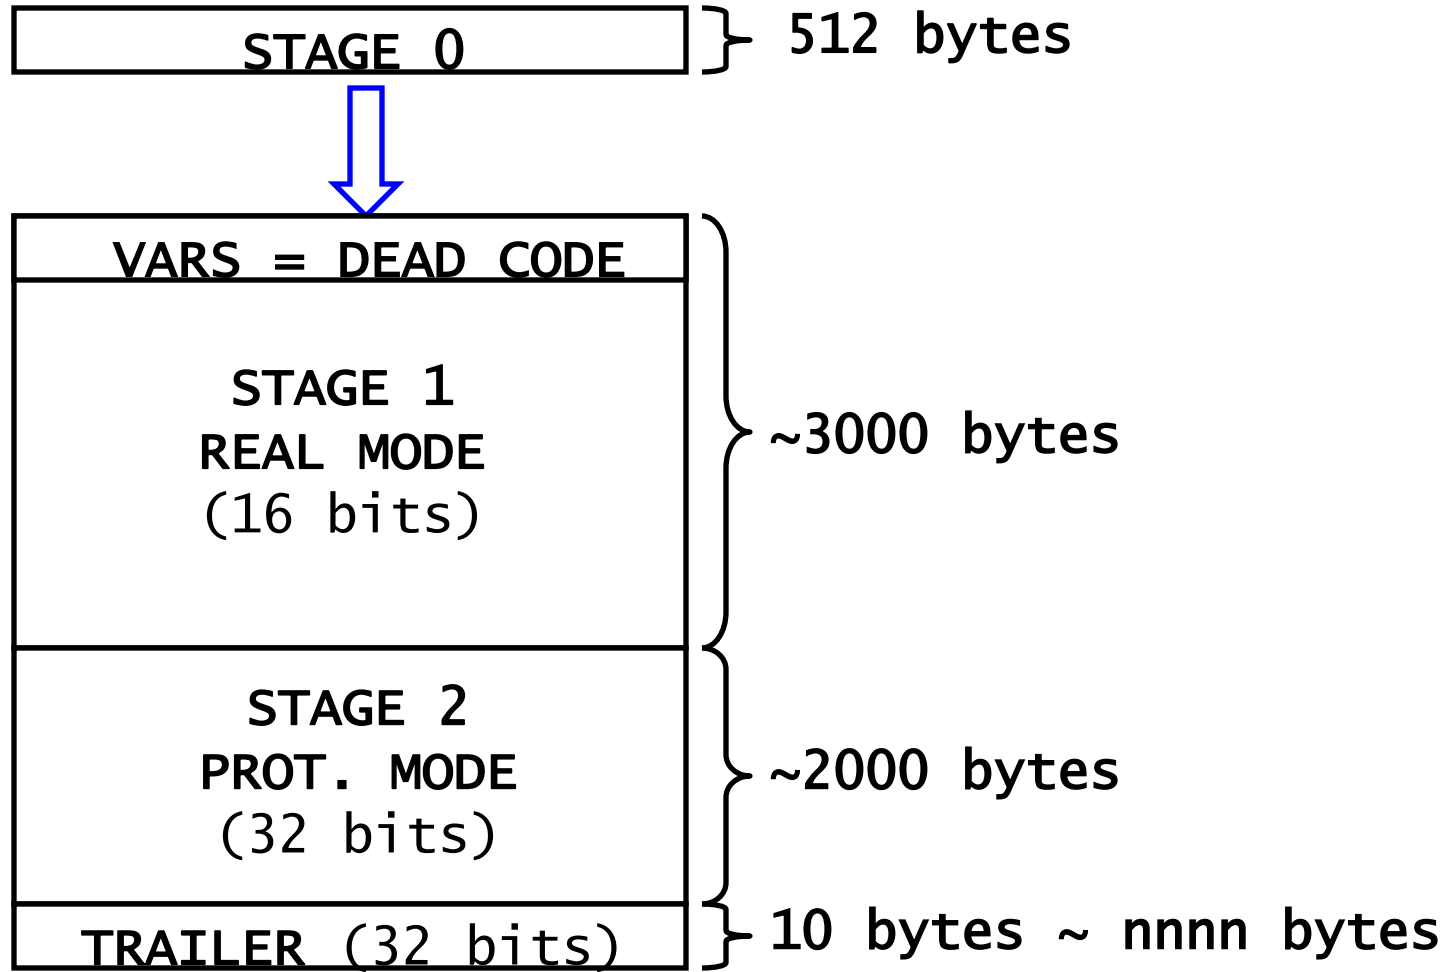 STAGE 0
512 bytes
VARS = DEAD CODE
STAGE 1
REAL MODE
(16 bits)
~3000 bytes
STAGE 2
PROT. MODE
(32 bits)
~2000 bytes
TRAILER (32 bits)
10 bytes ~ nnnn bytes